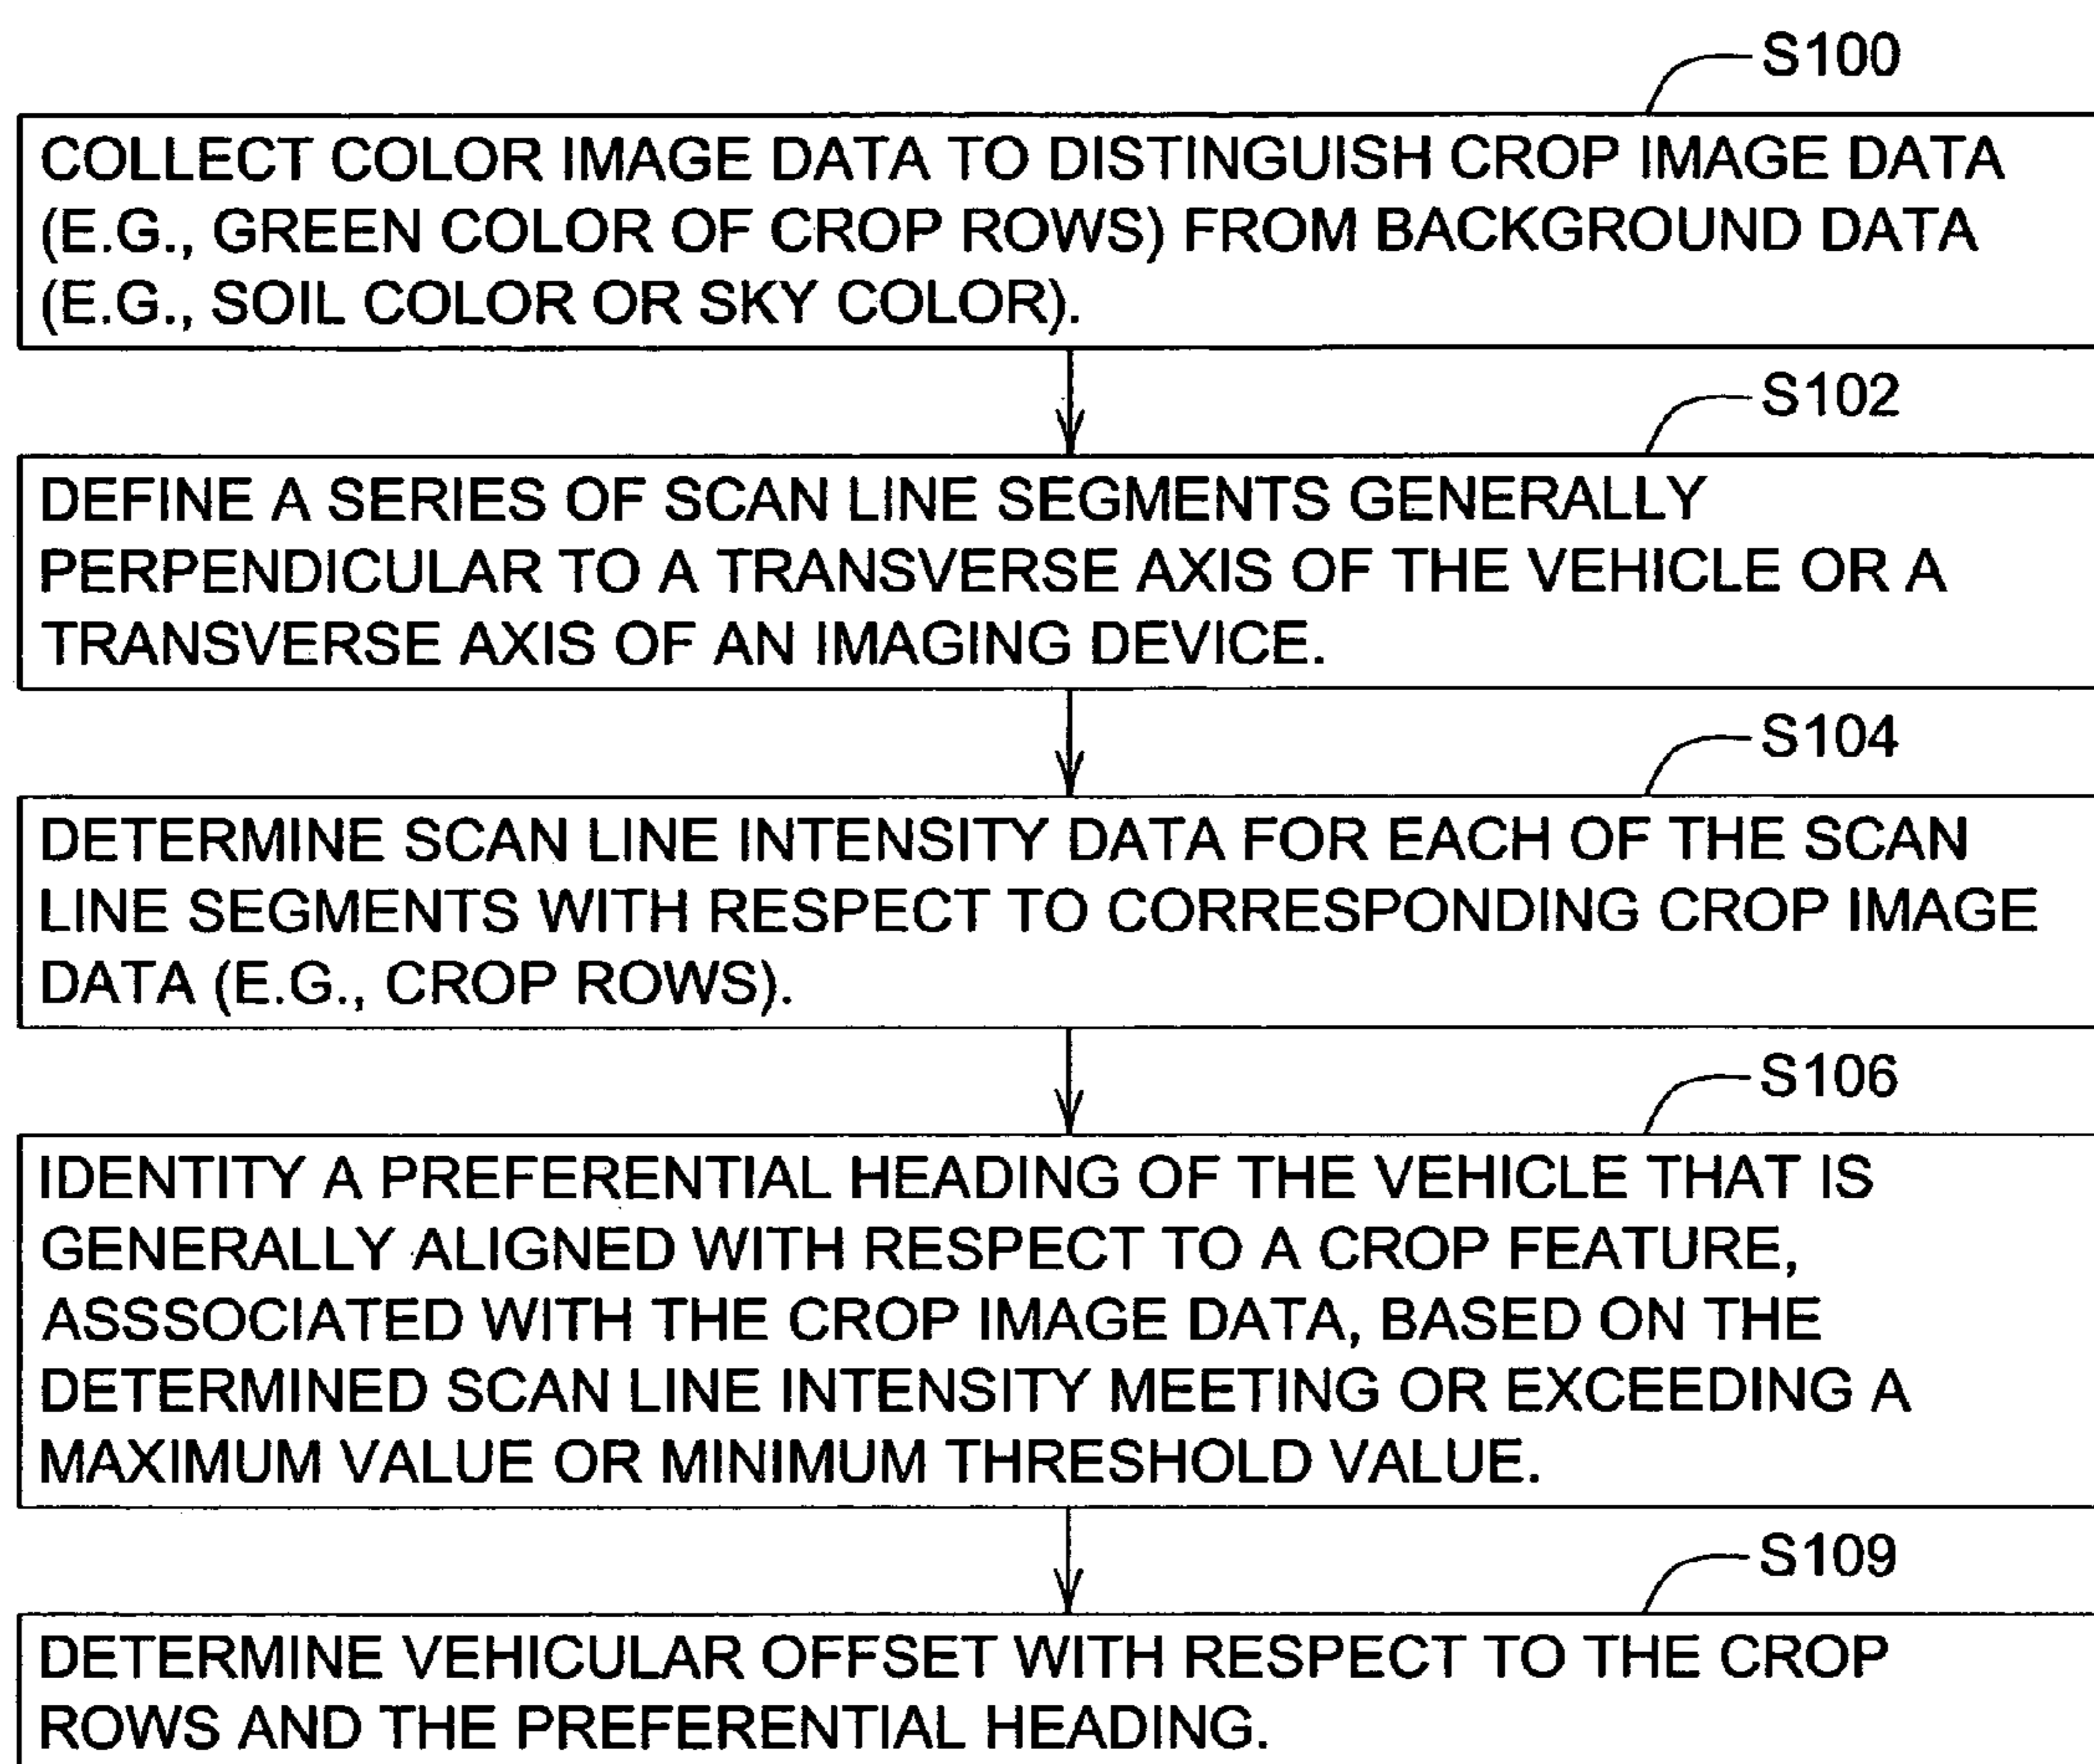 S100
COLLECT COLOR IMAGE DATA TO DISTINGUISH CROP IMAGE DATA
(E.G., GREEN COLOR OF CROP ROWS) FROM BACKGROUND DATA
(E.G., SOIL COLOR OR SKY COLOR).
S102
DEFINE A SERIES OF SCAN LINE SEGMENTS GENERALLY
PERPENDICULAR TO A TRANSVERSE AXIS OF THE VEHICLE OR A
TRANSVERSE AXIS OF AN IMAGING DEVICE.
S104
DETERMINE SCAN LINE INTENSITY DATA FOR EACH OF THE SCAN
LINE SEGMENTS WITH RESPECT TO CORRESPONDING CROP IMAGE
DATA (E.G., CROP ROWS).
S106
IDENTITY A PREFERENTIAL HEADING OF THE VEHICLE THAT IS
GENERALLY ALIGNED WITH RESPECT TO A CROP FEATURE,
ASSSOCIATED WITH THE CROP IMAGE DATA, BASED ON THE
DETERMINED SCAN LINE INTENSITY MEETING OR EXCEEDING A
MAXIMUM VALUE OR MINIMUM THRESHOLD VALUE.
S109
DETERMINE VEHICULAR OFFSET WITH RESPECT TO THE CROP
ROWS AND THE PREFERENTIAL HEADING.